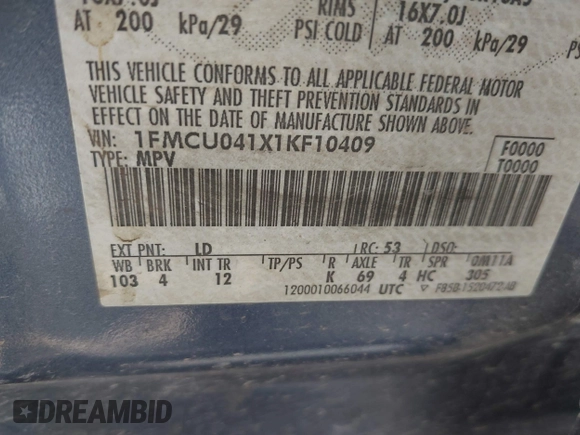 16X7.0J RIMS
AT 200 kPa/29 PSI COLD
16X7.0J
AT 200 kPa/29
THIS VEHICLE CONFORMS TO ALL APPLICABLE FEDERAL MOTOR
VEHICLE SAFETY AND THEFT PREVENTION STANDARDS IN
EFFECT ON THE DATE OF MANUFACTURE SHOWN ABOVE.
VIN: 1FMCU041X1KF10409
F0000
TYPE: MPV
T0000
EXT PNT: LD RC: 53 DSO:
WB BRK INT TR TP/PS R AXLE TR SPR
103 4 12 K 69 4 HC 305
1200010066044 UTC
DREAMBID